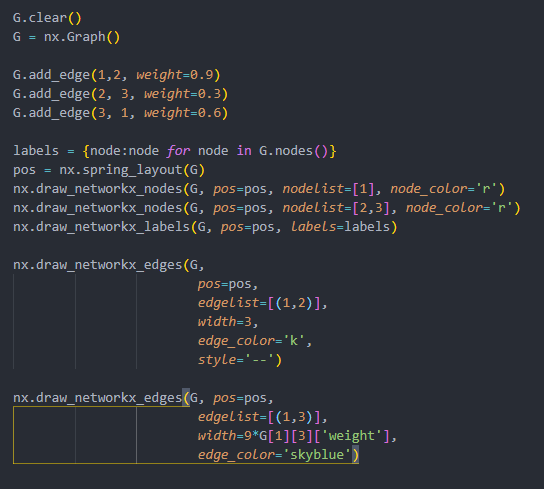 G.clear()
G = nx.Graph()
G.add_edge(1,2, weight=0.9)
G.add_edge(2, 3, weight=0.3)
G.add_edge(3, 1, weight=0.6)
labels = {node:node for node in G.nodes()}
pos = nx.spring_layout(G)
nx.draw_networkx_nodes(G, pos=pos, nodelist=[1], node_color='r')
nx.draw_networkx_nodes(G, pos=pos, nodelist=[2,3], node_color='r')
nx.draw_networkx_labels(G, pos=pos, labels=labels)
nx.draw_networkx_edges(G,
pos=pos,
edgelist=[(1,2)],
width=3,
edge_color='k',
style='--')
nx.draw_networkx_edges(G, pos=pos,
edgelist=[(1,3)],
width=9*G[1][3]['weight'],
edge_color='skyblue')